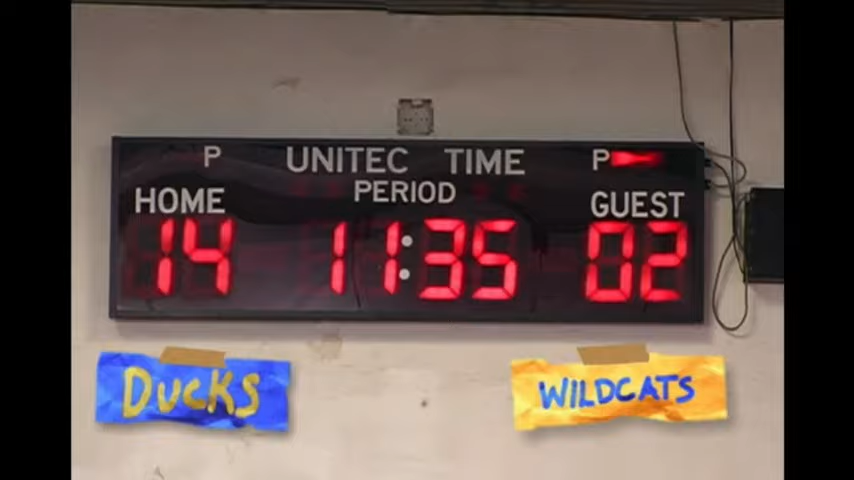 P UNITEC TIME P
HOME PERIOD GUEST
14 11:35 02
DUCKS WILDCATS